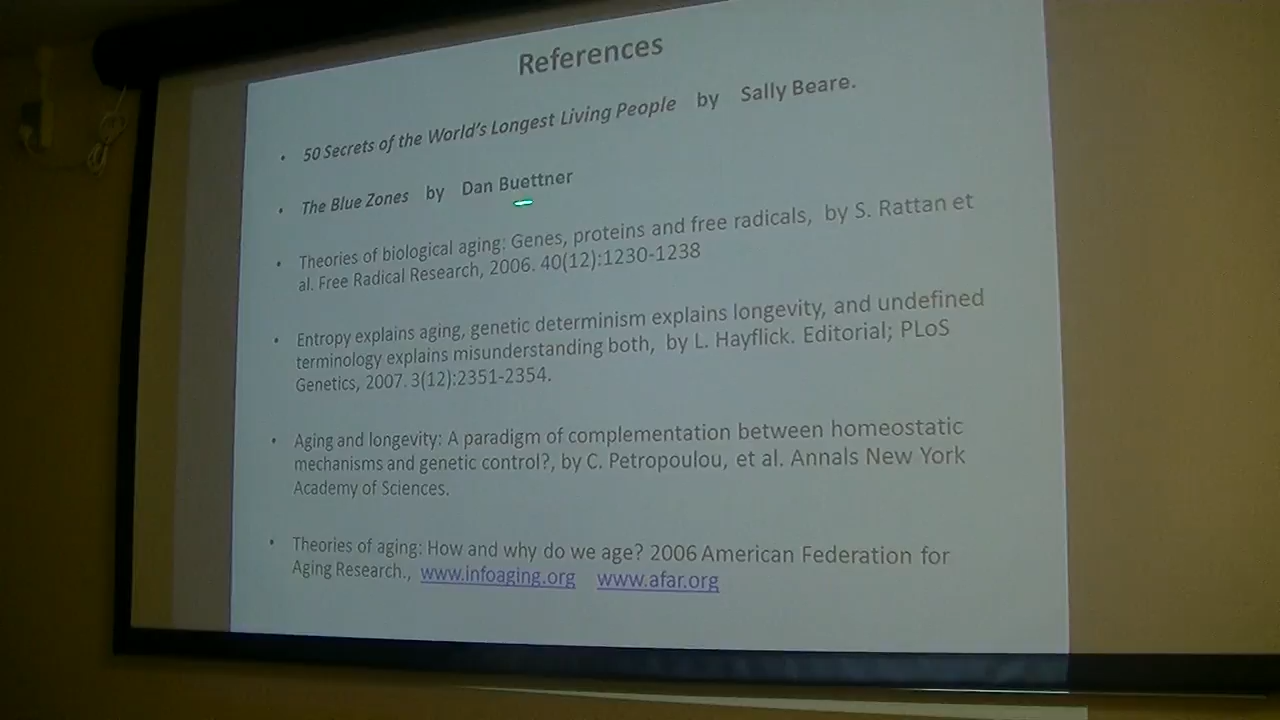 References
• 50 Secrets of the World's Longest Living People by Sally Beare.
• The Blue Zones by Dan Buettner
• Theories of biological aging: Genes, proteins and free radicals, by S. Rattan et
al. Free Radical Research, 2006. 40(12):1230-1238
• Entropy explains aging, genetic determinism explains longevity, and undefined
terminology explains misunderstanding both, by L. Hayflick. Editorial; PLoS
Genetics, 2007. 3(12):2351-2354.
• Aging and longevity: A paradigm of complementation between homeostatic
mechanisms and genetic control?, by C. Petropoulou, et al. Annals New York
Academy of Sciences.
• Theories of aging: How and why do we age? 2006 American Federation for
Aging Research., www.infoaging.org www.afar.org